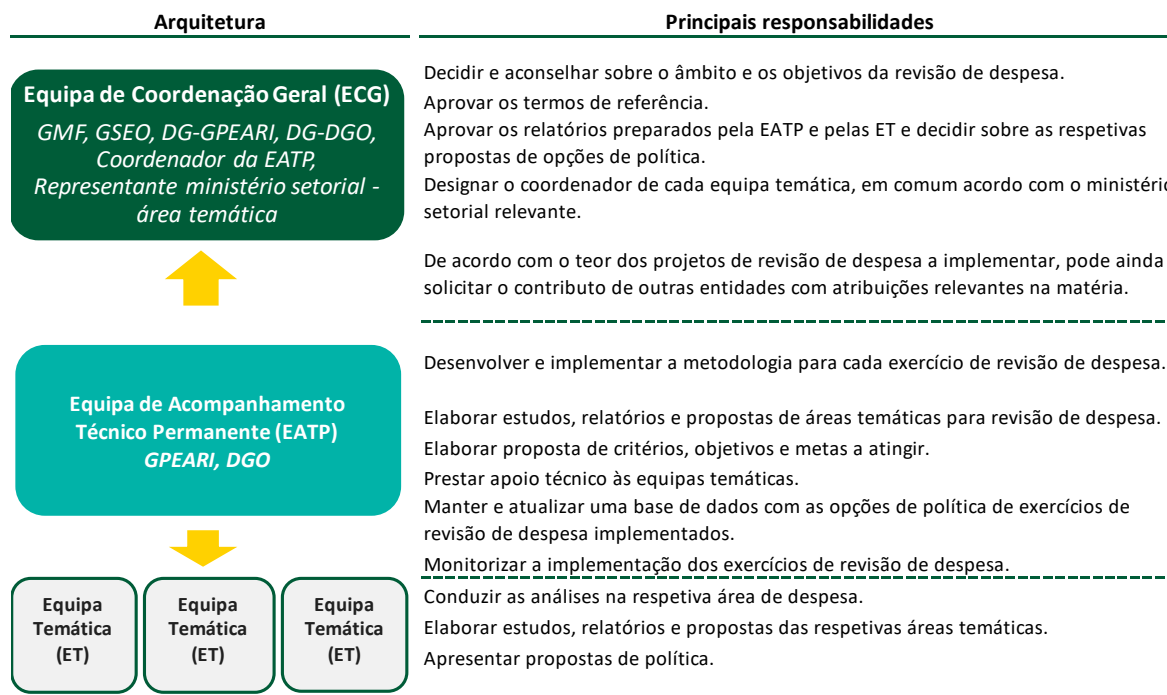 Arquitetura
Principais responsabilidades
Equipa de Coordenação Geral (ECG)
GMF, GSEO, DG-GPEARI, DG-DGO,
Coordenador da EATP,
Representante ministério setorial -
área temática
Decidir e aconselhar sobre o âmbito e os objetivos da revisão de despesa.
Aprovar os termos de referência.
Aprovar os relatórios preparados pela EATP e pelas ET e decidir sobre as respetivas
propostas de opções de política.
Designar o coordenador de cada equipa temática, em comum acordo com o ministéri
setorial relevante.
De acordo com o teor dos projetos de revisão de despesa a implementar, pode ainda
solicitar o contributo de outras entidades com atribuições relevantes na matéria.
Equipa de Acompanhamento
Técnico Permanente (EATP)
GPEARI, DGO
Desenvolver e implementar a metodologia para cada exercício de revisão de despesa.
Elaborar estudos, relatórios e propostas de áreas temáticas para revisão de despesa.
Elaborar proposta de critérios, objetivos e metas a atingir.
Prestar apoio técnico às equipas temáticas.
Manter e atualizar uma base de dados com as opções de política de exercícios de
revisão de despesa implementados.
Monitorizar a implementação dos exercícios de revisão de despesa.
Equipa
Temática
(ET)
Equipa
Temática
(ET)
Equipa
Temática
(ET)
Conduzir as análises na respetiva área de despesa.
Elaborar estudos, relatórios e propostas das respetivas áreas temáticas.
Apresentar propostas de política.